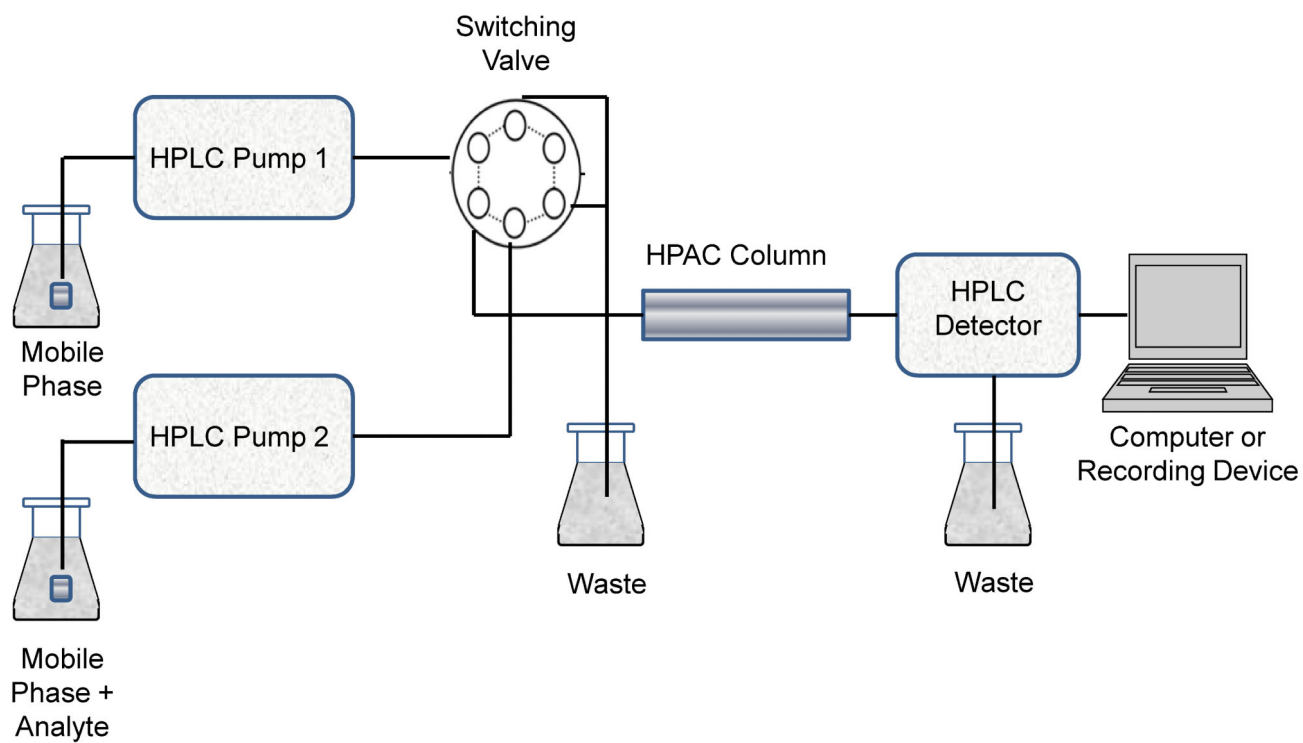 Switching
Valve
HPLC Pump 1
Mobile
Phase
HPAC Column
HPLC
Detector
HPLC Pump 2
Computer or
Recording Device
Waste
Waste
Mobile
Phase +
Analyte